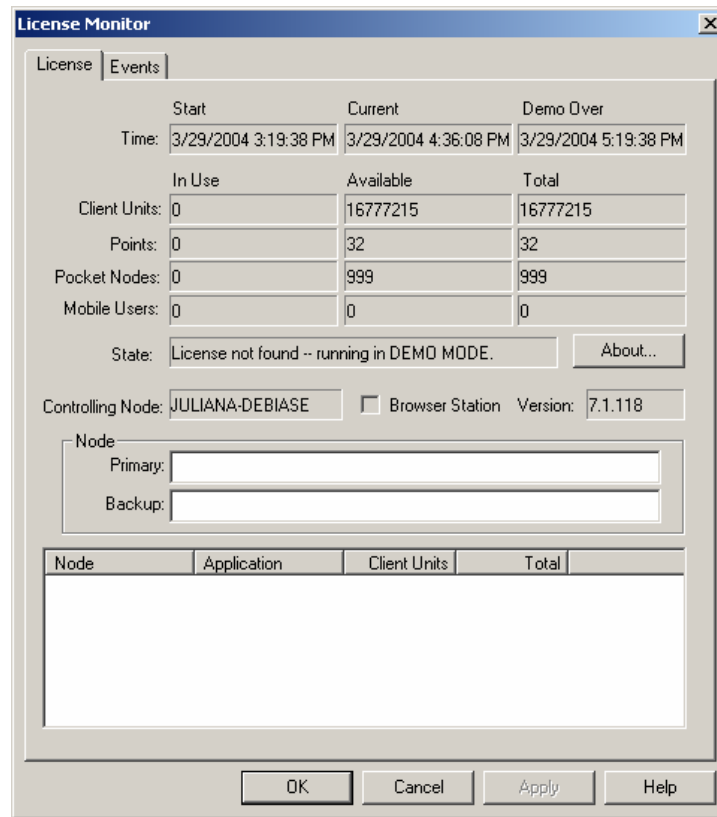 License Monitor
License Events
Start Current Demo Over
Time: 3/29/2004 3:19:38 PM 3/29/2004 4:36:08 PM 3/29/2004 5:19:38 PM
In Use Available Total
Client Units: 0 16777215 16777215
Points: 0 32 32
Pocket Nodes: 0 999 999
Mobile Users: 0 0 0
State: License not found -- running in DEMO MODE. About...
Controlling Node: JULIANA-DEBIASE Browser Station Version: 7.1.118
Node
Primary:
Backup:
Node Application Client Units Total
OK Cancel Apply Help